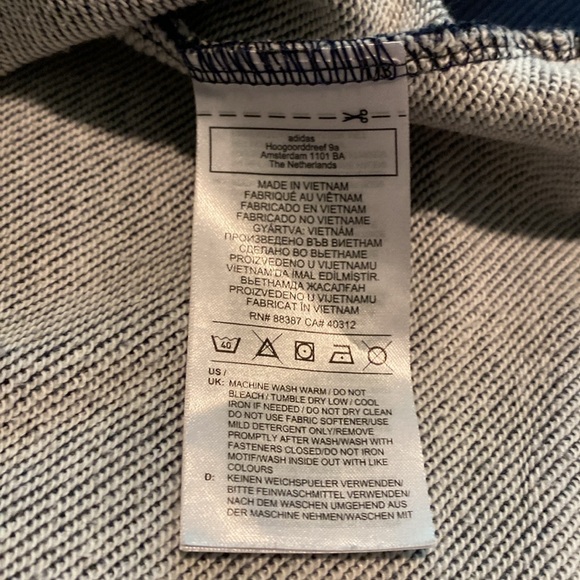 adidas
Hoogoorddreef 9a
Amsterdam 1101 BA
The Netherlands
MADE IN VIETNAM
FABRIQUÉ AU VIÊTNAM
FABRICADO EN VIETNAM
FABRICADO NO VIETNAME
GYÁRTVA: VIETNÁM
ПРОИЗВЕДЕНО ВЪВ ВИЕТНАМ
СДЕЛАНО ВО ВЬЕТНАМЕ
PROIZVEDENO U VIJETNAMU
VIETNAM'DA İMAL EDİLMİŞTİR.
ВЬЕТНАМДА ЖАСАЛҒАН
PROIZVEDENO U VIJETNAMU
FABRICAT ÎN VIETNAM
RN# 88387 CA# 40312
40
US /
UK: MACHINE WASH WARM / DO NOT
BLEACH / TUMBLE DRY LOW / COOL
IRON IF NEEDED / DO NOT DRY CLEAN
DO NOT USE FABRIC SOFTENER/USE
MILD DETERGENT ONLY/REMOVE
PROMPTLY AFTER WASH/WASH WITH
FASTENERS CLOSED/DO NOT IRON
MOTIF/WASH INSIDE OUT WITH LIKE
COLOURS
D: KEINEN WEICHSPUELER VERWENDEN/
BITTE FEINWASCHMITTEL VERWENDEN/
NACH DEM WASCHEN UMGEHEND AUS
DER MASCHINE NEHMEN/WASCHEN MIT